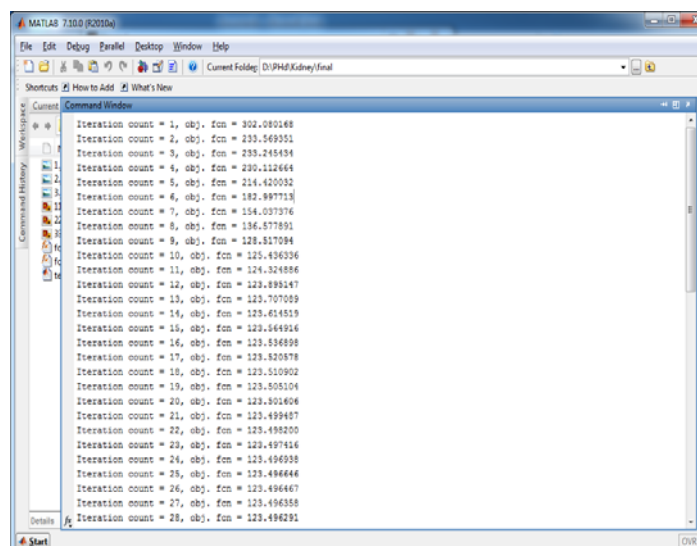 MATLAB 7.10.0 (R2010a)
File Edit Debug Parallel Desktop Window Help
Current Folder: D:\PHd\Kidney\final
Shortcuts How to Add What's New
Current
Command Window
Workspace
Command History
Iteration count = 1, obj. fcn = 302.080168
Iteration count = 2, obj. fcn = 233.569351
Iteration count = 3, obj. fcn = 233.245434
Iteration count = 4, obj. fcn = 230.112664
Iteration count = 5, obj. fcn = 214.420032
Iteration count = 6, obj. fcn = 182.997713
Iteration count = 7, obj. fcn = 154.037376
Iteration count = 8, obj. fcn = 136.577891
Iteration count = 9, obj. fcn = 128.517094
Iteration count = 10, obj. fcn = 125.436336
Iteration count = 11, obj. fcn = 124.324886
Iteration count = 12, obj. fcn = 123.895147
Iteration count = 13, obj. fcn = 123.707089
Iteration count = 14, obj. fcn = 123.614519
Iteration count = 15, obj. fcn = 123.564916
Iteration count = 16, obj. fcn = 123.536898
Iteration count = 17, obj. fcn = 123.520578
Iteration count = 18, obj. fcn = 123.510902
Iteration count = 19, obj. fcn = 123.505104
Iteration count = 20, obj. fcn = 123.501606
Iteration count = 21, obj. fcn = 123.499487
Iteration count = 22, obj. fcn = 123.498200
Iteration count = 23, obj. fcn = 123.497416
Iteration count = 24, obj. fcn = 123.496938
Iteration count = 25, obj. fcn = 123.496646
Iteration count = 26, obj. fcn = 123.496467
Iteration count = 27, obj. fcn = 123.496358
Iteration count = 28, obj. fcn = 123.496291
Details
fx
Start
OVR